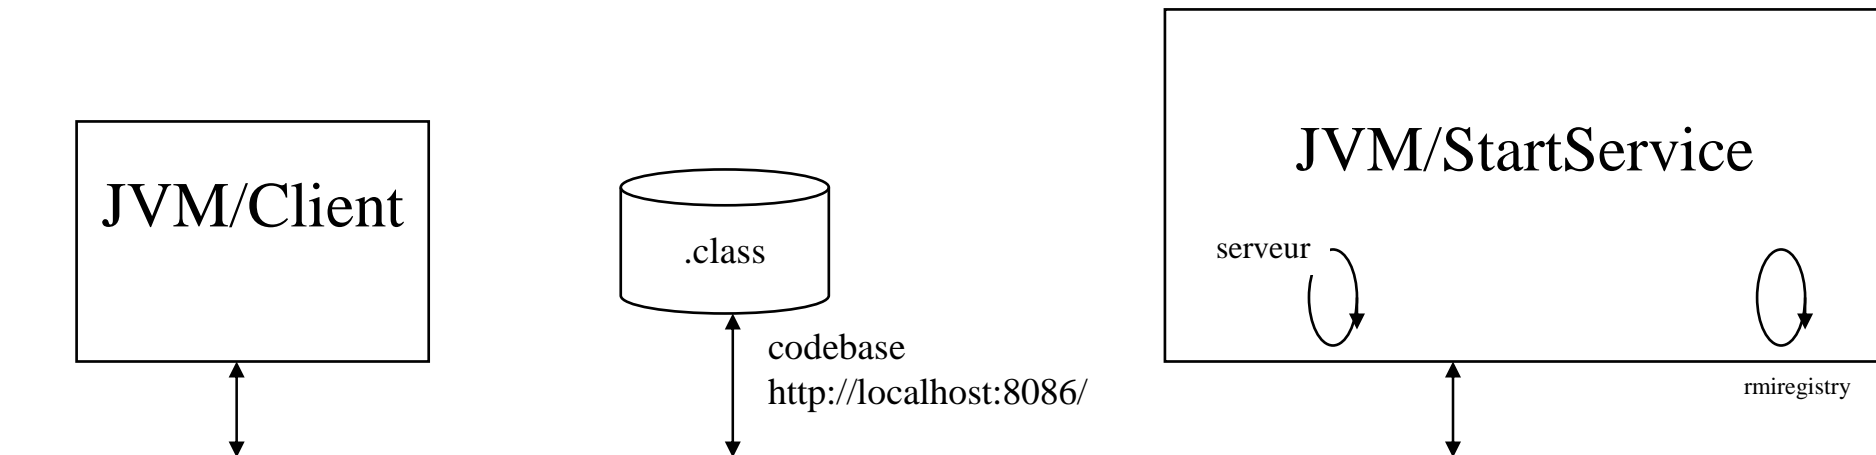 JVM/Client
.class
codebase
http://localhost:8086/
JVM/StartService
serveur
rmiregistry